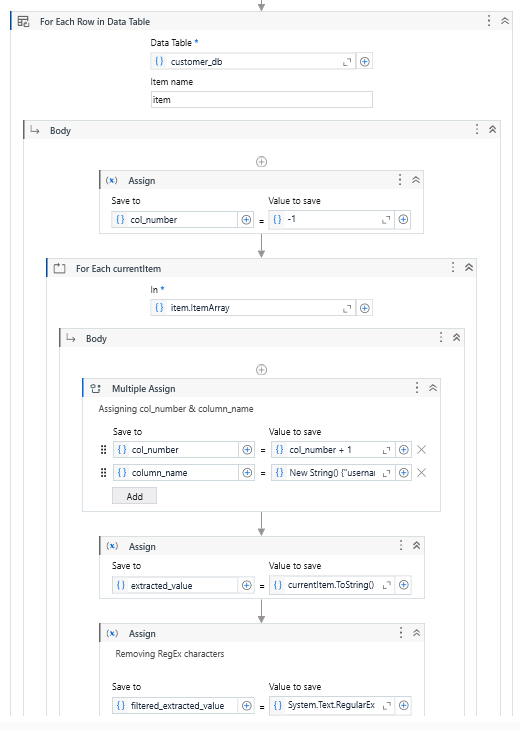 For Each Row in Data Table
Data Table *
customer_db
Item name
item
Body
(x) Assign
Save to Value to save
{} col_number = {} -1
For Each currentItem
In *
{} item.ItemArray
Body
Multiple Assign
Assigning col_number & column_name
Save to Value to save
{} col_number = {} col_number + 1
{} column_name = {} New String() {"userna
Add
(x) Assign
Save to Value to save
{} extracted_value = {} currentItem.ToString()
(x) Assign
Removing RegEx characters
Save to Value to save
{} filtered_extracted_value = {} System.Text.RegularEx